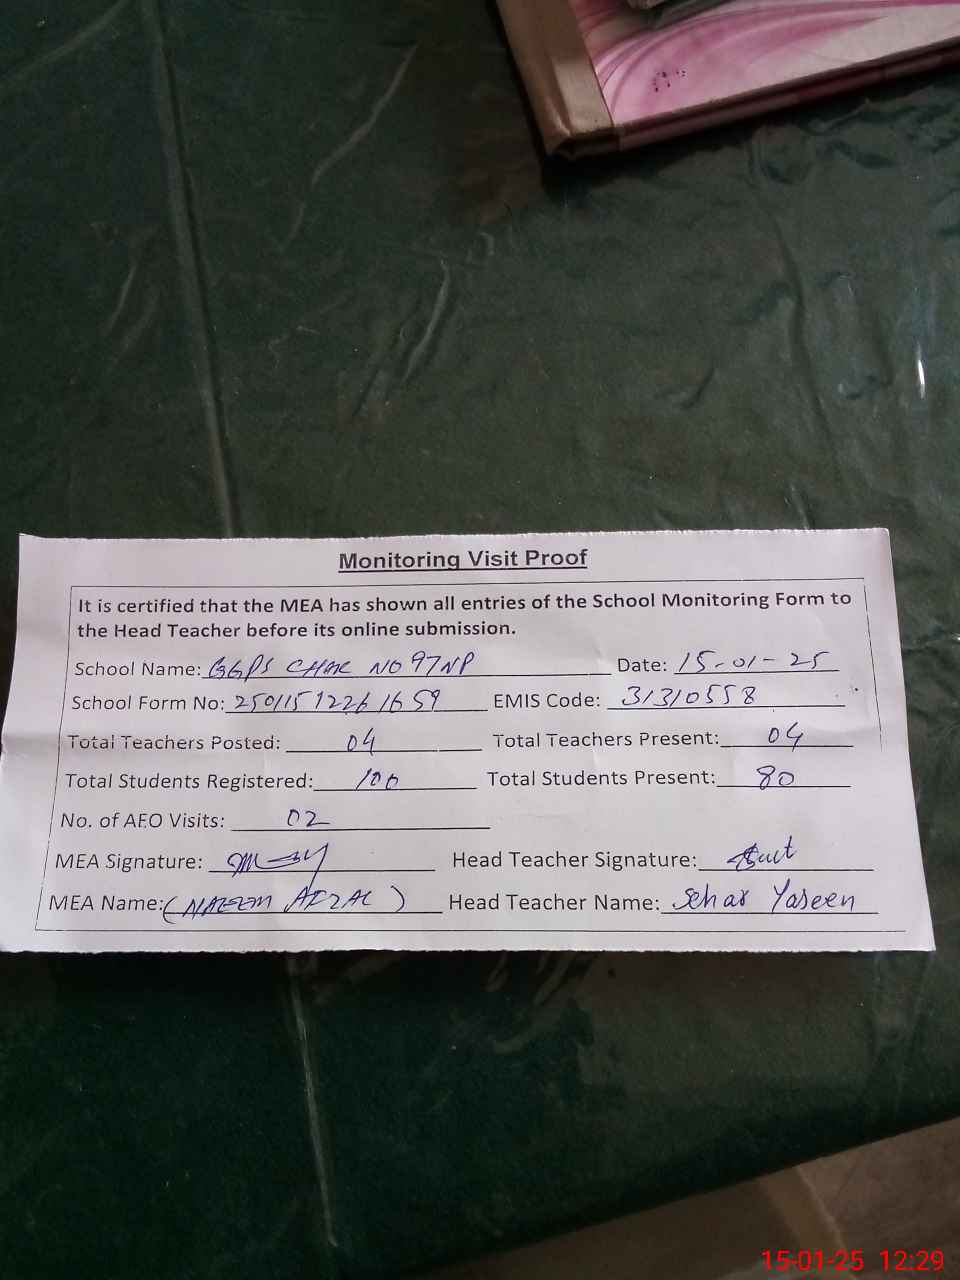 Monitoring Visit Proof
It is certified that the MEA has shown all entries of the School Monitoring Form to
the Head Teacher before its online submission.
School Name: GGPS CHAK NO 97NP Date: 15-01-25
School Form No: 250115 1226 1659 EMIS Code: 31310558
Total Teachers Posted: 04 Total Teachers Present: 04
Total Students Registered: 100 Total Students Present: 80
No. of AEO Visits: 02
MEA Signature: Head Teacher Signature:
MEA Name: (NAEEM AFZAL) Head Teacher Name: Sehar Yaseen
15-01-25 12:29